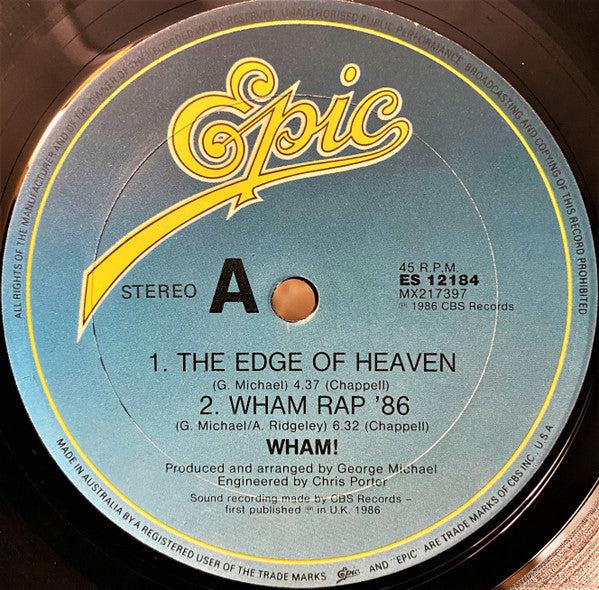 ALL RIGHTS OF THE MANUFACTURER AND OF THE OWNER OF THE RECORDED WORK RESERVED. UNAUTHORISED PUBLIC PERFORMANCE, BROADCASTING AND COPYING OF THIS RECORD PROHIBITED
Epic
STEREO A
45 R.P.M.
ES 12184
MX217397
℗ 1986 CBS Records
1. THE EDGE OF HEAVEN
(G. Michael) 4.37 (Chappell)
2. WHAM RAP '86
(G. Michael/A. Ridgeley) 6.32 (Chappell)
WHAM!
Produced and arranged by George Michael
Engineered by Chris Porter
Sound recording made by CBS Records –
first published ℗ in U.K. 1986
MADE IN AUSTRALIA BY A REGISTERED USER OF THE TRADE MARKS Epic AND "EPIC" ARE TRADE MARKS OF CBS INC. U.S.A.